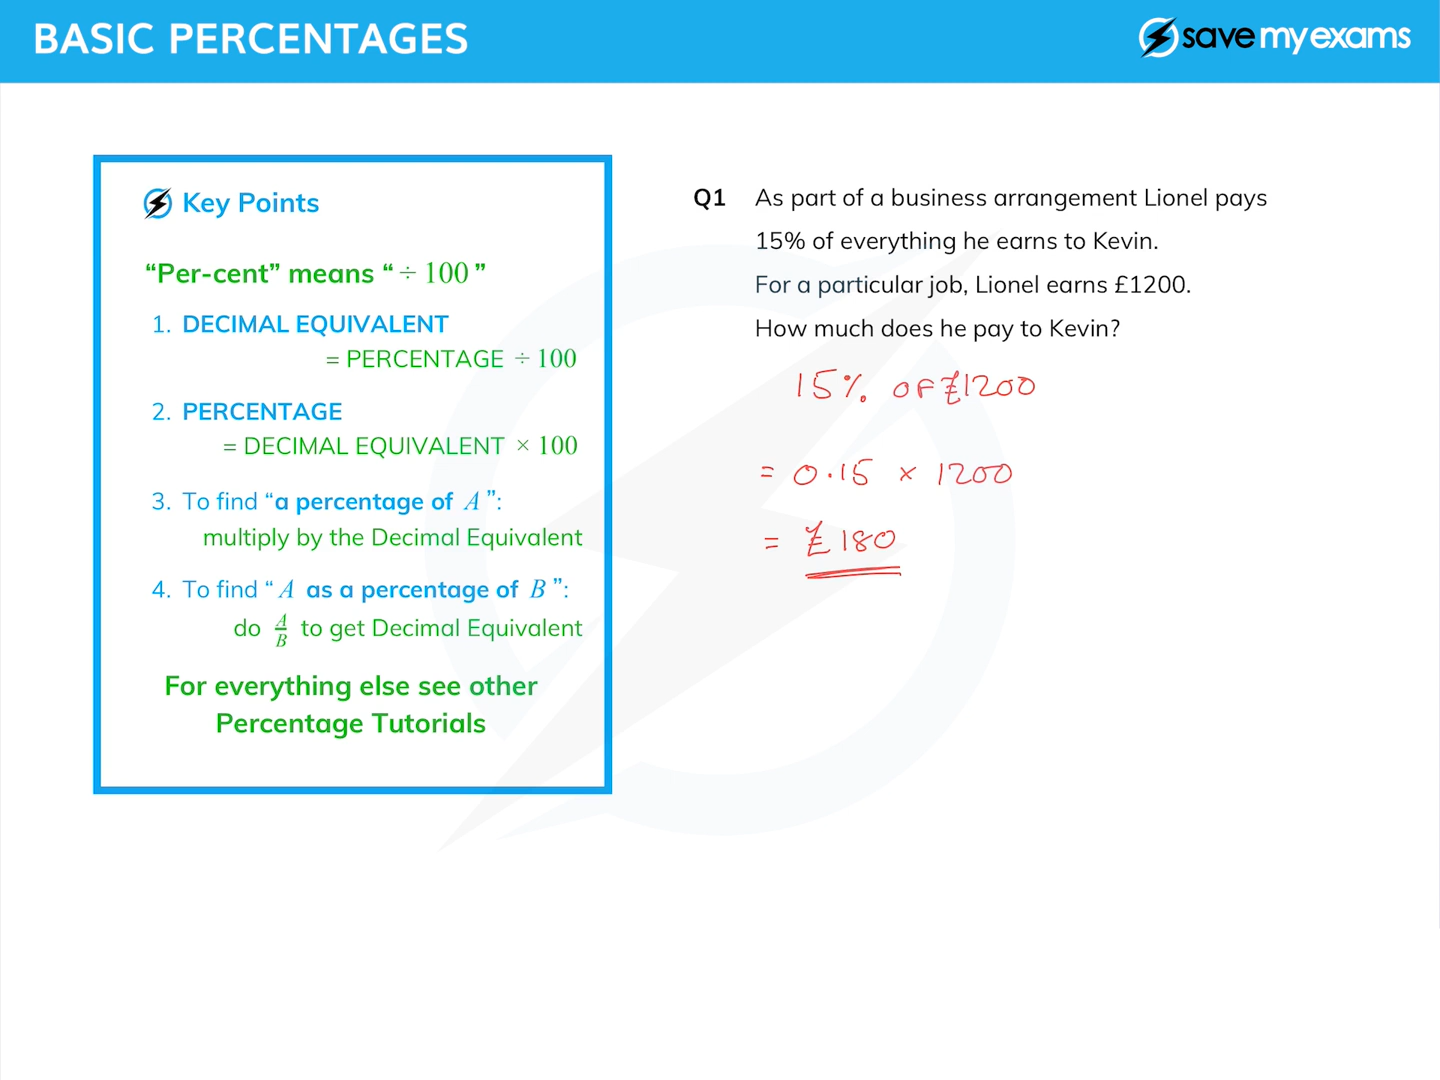 BASIC PERCENTAGES
save my exams
Key Points
“Per-cent” means “ ÷ 100 ”
1. DECIMAL EQUIVALENT
= PERCENTAGE ÷ 100
2. PERCENTAGE
= DECIMAL EQUIVALENT × 100
3. To find “a percentage of A ”:
multiply by the Decimal Equivalent
4. To find “ A as a percentage of B ”:
do A/B to get Decimal Equivalent
For everything else see other
Percentage Tutorials
Q1 As part of a business arrangement Lionel pays
15% of everything he earns to Kevin.
For a particular job, Lionel earns £1200.
How much does he pay to Kevin?
15% OF £1200
= 0.15 × 1200
= £180